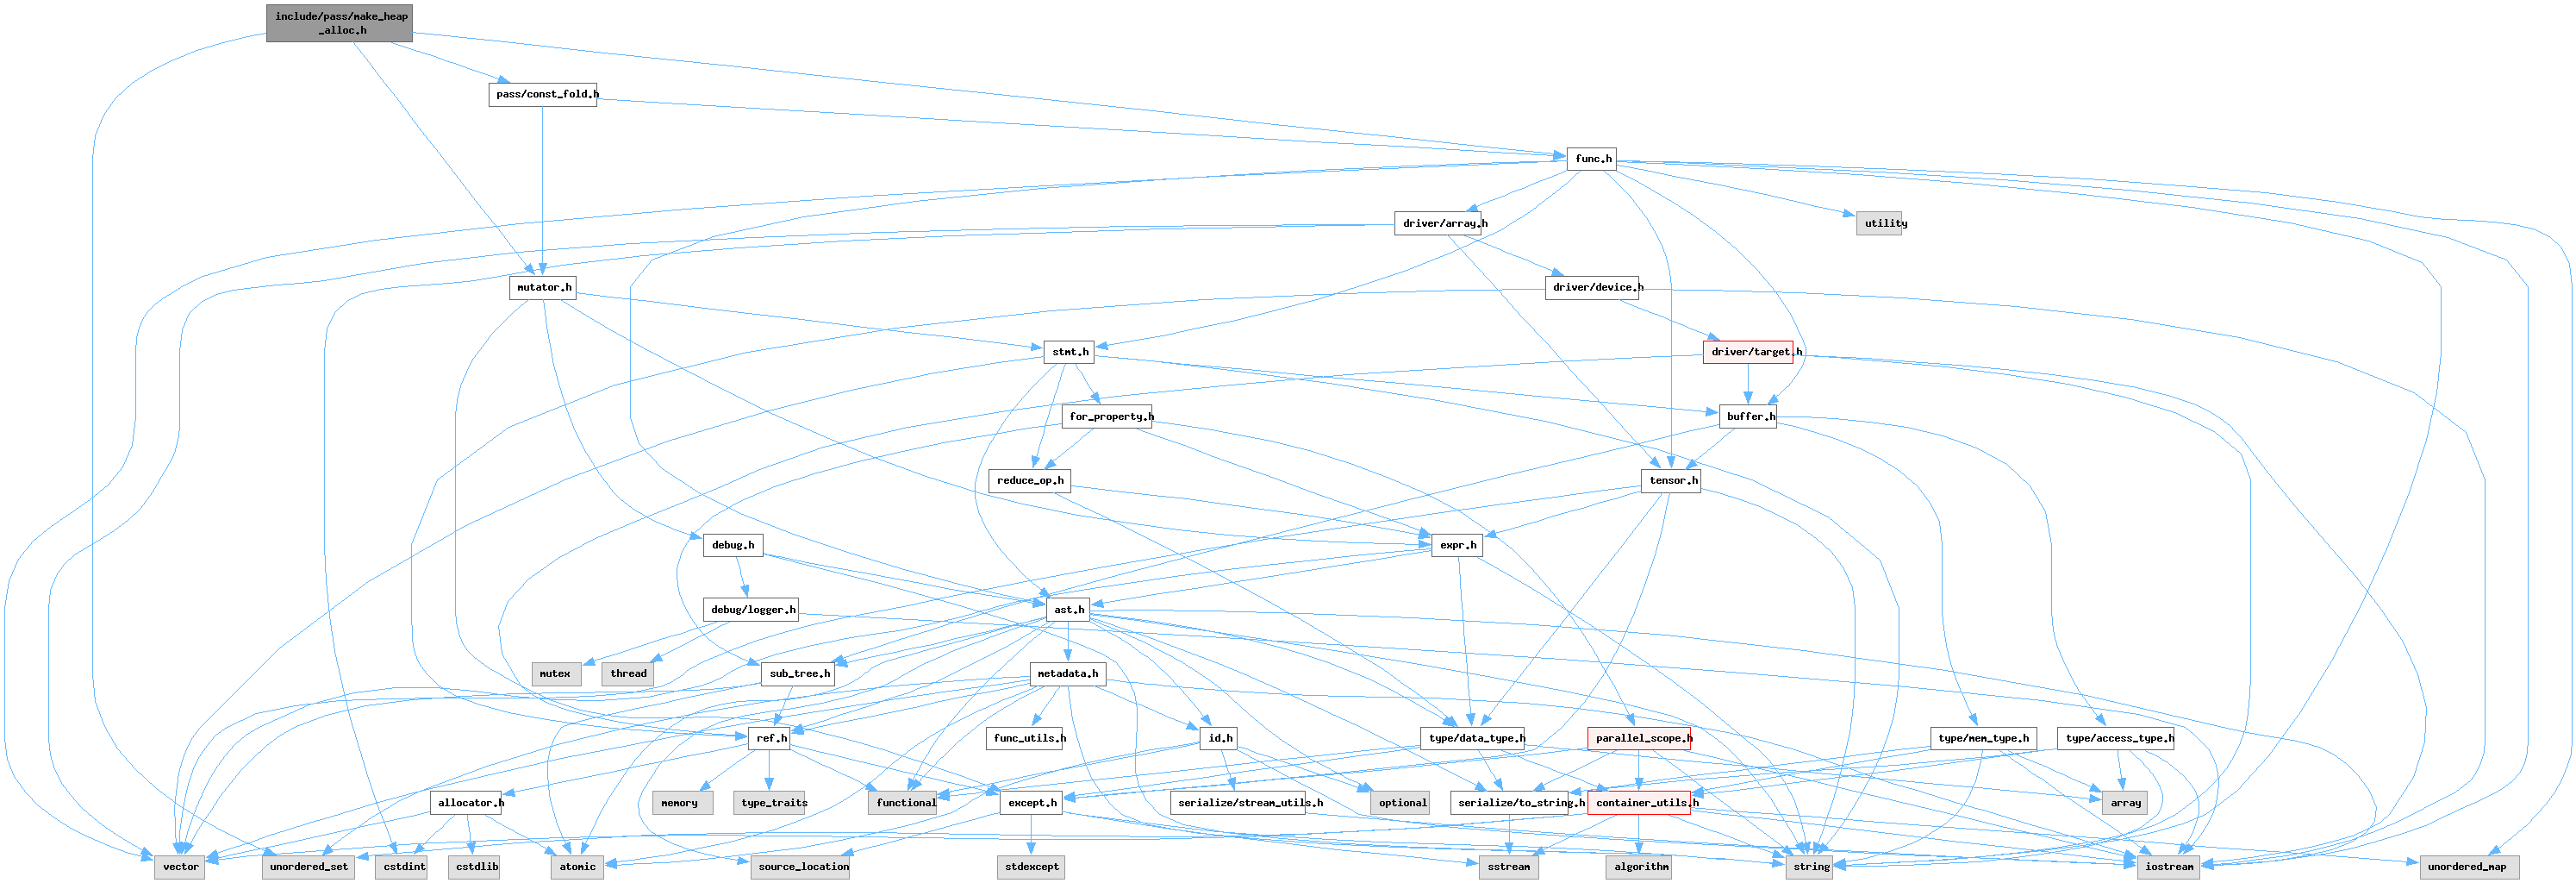 include/pass/make_heap
_alloc.h
pass/const_fold.h
func.h
driver/array.h
utility
mutator.h
driver/device.h
stmt.h
driver/target.h
for_property.h
buffer.h
reduce_op.h
tensor.h
debug.h
expr.h
debug/logger.h
ast.h
mutex
thread
sub_tree.h
metadata.h
ref.h
func_utils.h
id.h
type/data_type.h
parallel_scope.h
type/mem_type.h
type/access_type.h
allocator.h
memory
type_traits
functional
except.h
serialize/stream_utils.h
optional
serialize/to_string.h
container_utils.h
array
vector
unordered_set
cstdint
cstdlib
atomic
source_location
stdexcept
sstream
algorithm
string
iostream
unordered_map